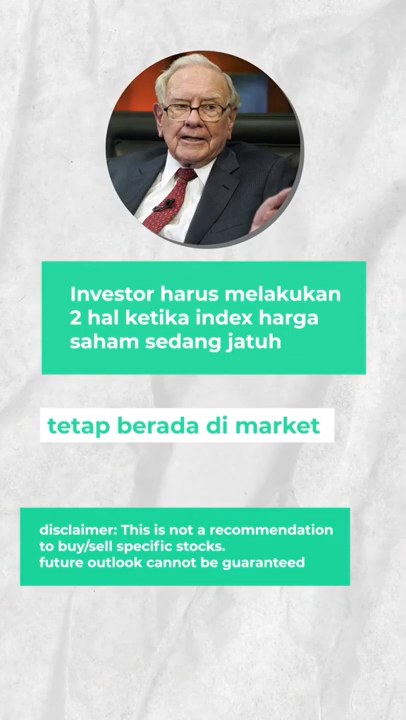 Investor harus melakukan
2 hal ketika index harga
saham sedang jatuh
tetap berada di market
disclaimer: This is not a recommendation
to buy/sell specific stocks.
future outlook cannot be guaranteed